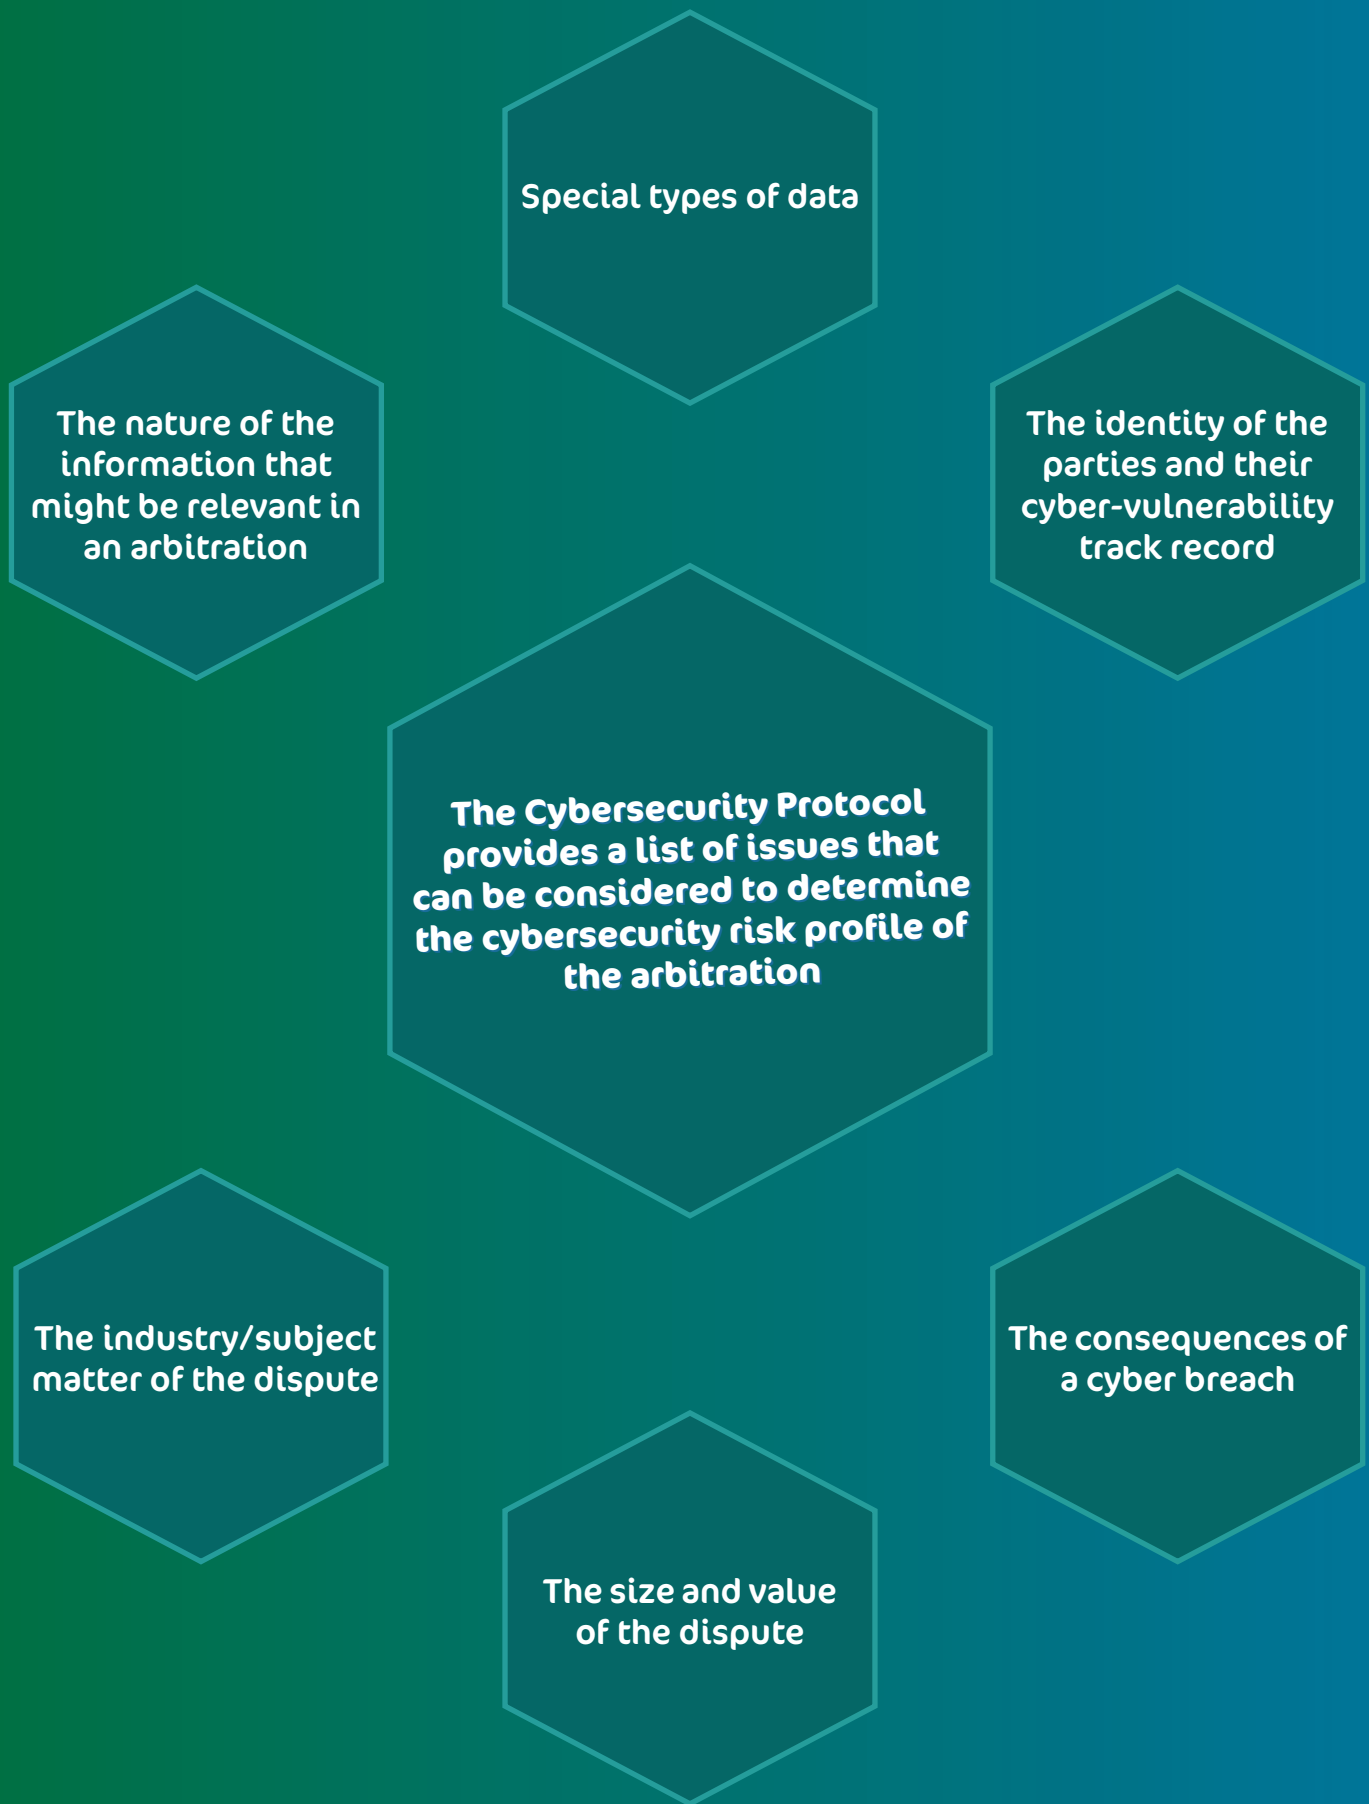 Special types of data
The nature of the
information that
might be relevant in
an arbitration
The identity of the
parties and their
cyber-vulnerability
track record
The Cybersecurity Protocol
provides a list of issues that
can be considered to determine
the cybersecurity risk profile of
the arbitration
The industry/subject
matter of the dispute
The consequences of
a cyber breach
The size and value
of the dispute